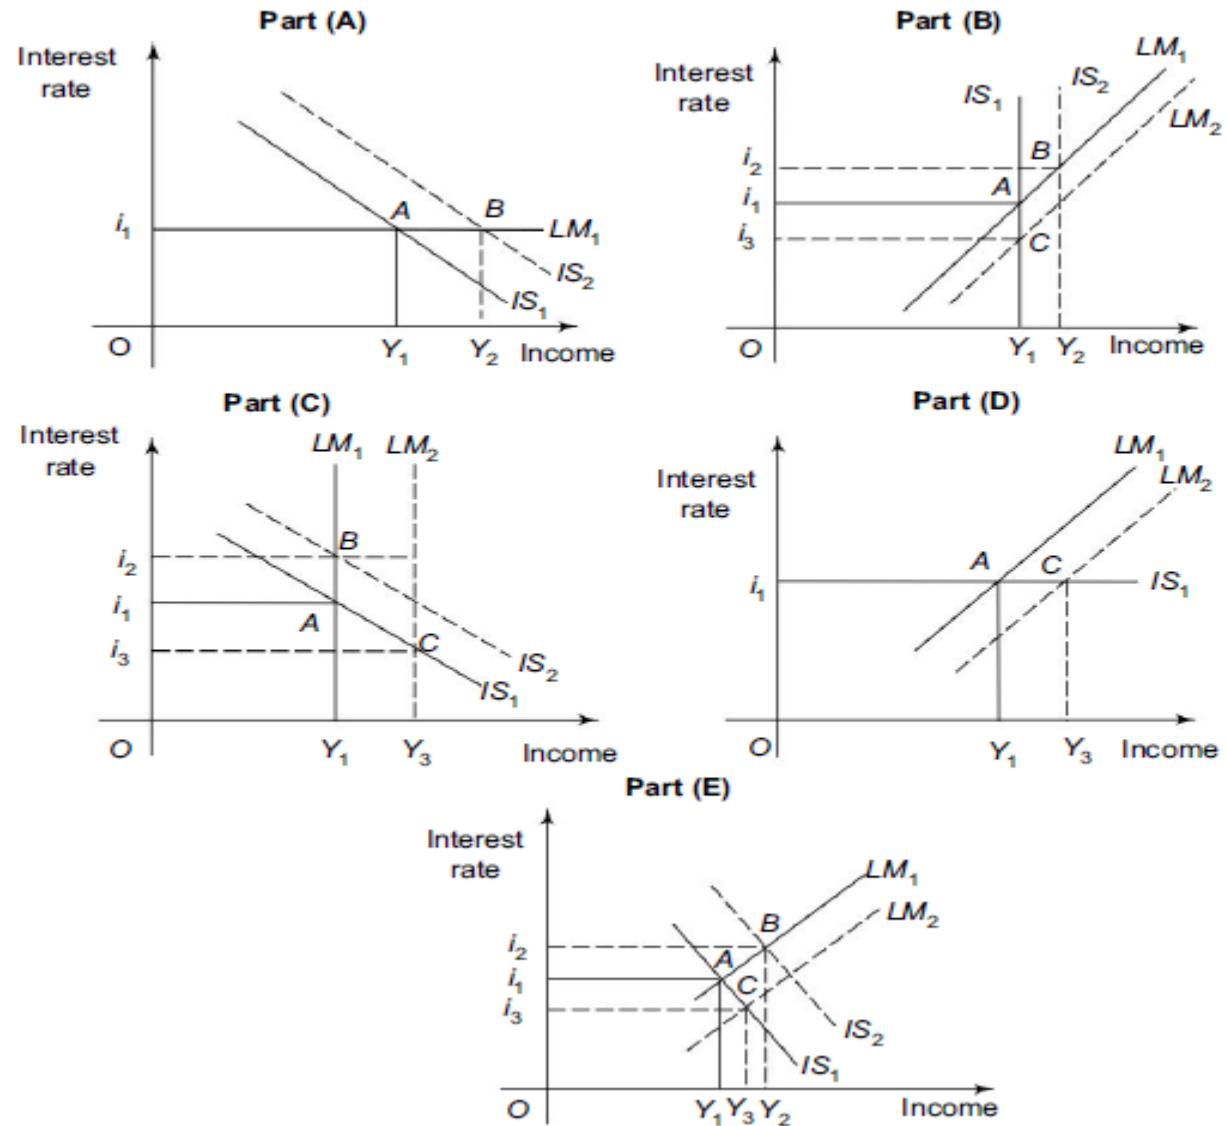 Part (A)
Interest
rate
i1
A
B
LM1
IS2
IS1
O
Y1
Y2
Income
Part (B)
Interest
rate
LM1
IS2
IS1
LM2
i2
B
i1
A
i3
C
O
Y1
Y2
Income
Part (C)
Interest
rate
LM1
LM2
i2
B
i1
A
i3
C
IS2
IS1
O
Y1
Y3
Income
Part (D)
Interest
rate
LM1
LM2
A
C
i1
IS1
O
Y1
Y3
Income
Part (E)
Interest
rate
LM1
LM2
i2
B
i1
A
i3
C
IS2
IS1
O
Y1
Y3
Y2
Income